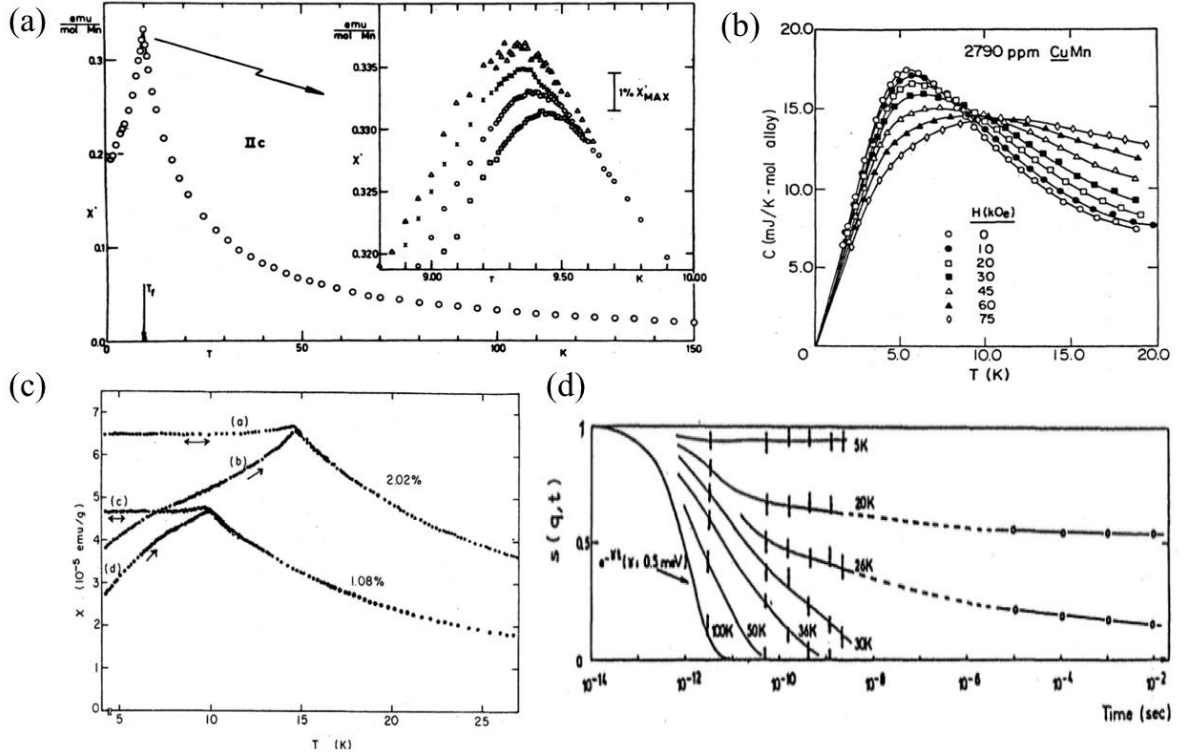 (a)
emu
mol Mn
0.3
0.2
χ'
0.1
0.0
IIc
T_f
0
T
50
100
K
150
emu
mol Mn
0.335
0.330
χ'
0.325
0.320
1% χ'MAX
9.00
T
9.50
K
10.00
(b)
20.0
15.0
10.0
5.0
0
C (mJ/K-mol alloy)
2790 ppm CuMn
H(kOe)
0
10
20
30
45
60
75
5.0
10.0
15.0
20.0
T (K)
(c)
7
6
5
4
3
2
1
0
χ (10⁻⁵ emu/g)
(a)
(b)
2.02%
(c)
(d)
1.08%
5
10
15
20
25
T (K)
(d)
1
0.5
0
S(q,t)
5K
20K
26K
30K
36K
50K
100K
10⁻¹⁴
10⁻¹²
10⁻¹⁰
10⁻⁸
10⁻⁶
10⁻⁴
10⁻²
Time (sec)